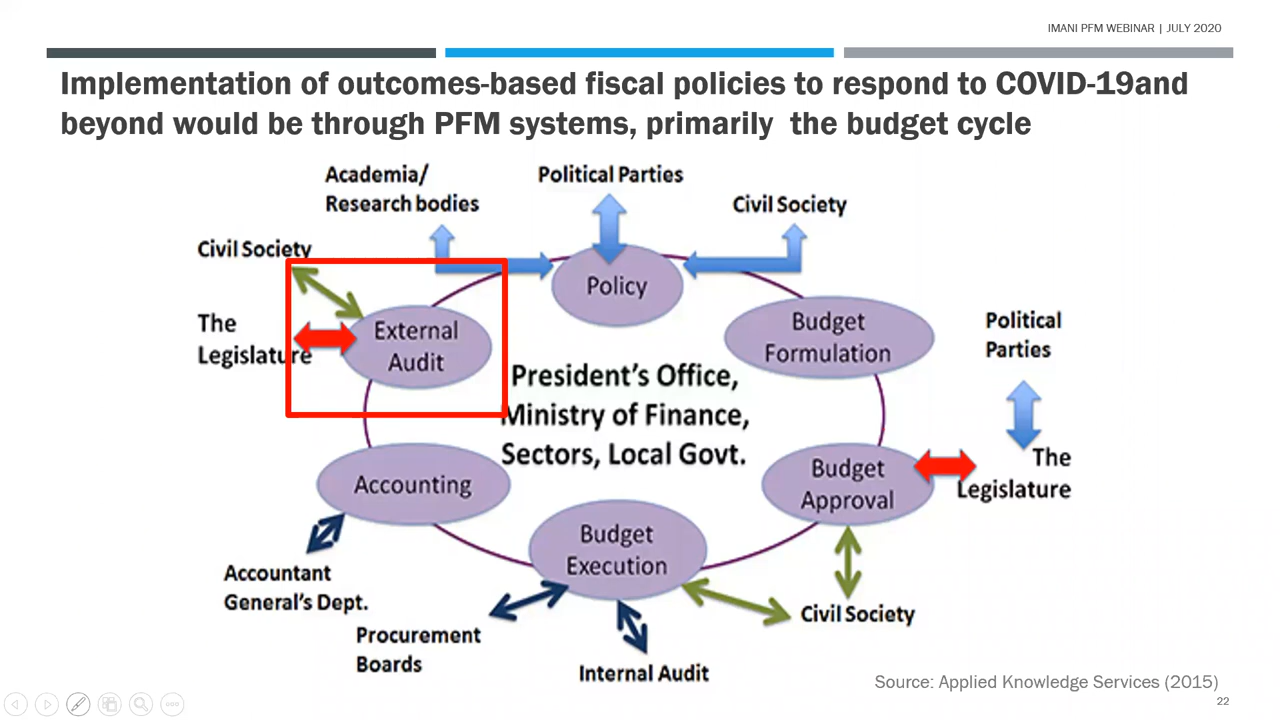 IMANI PFM WEBINAR | JULY 2020
Implementation of outcomes-based fiscal policies to respond to COVID-19and
beyond would be through PFM systems, primarily the budget cycle
Academia/
Research bodies
Political Parties
Civil Society
Civil Society
The
Legislature
External
Audit
Policy
Budget
Formulation
Political
Parties
President's Office,
Ministry of Finance,
Sectors, Local Govt.
Accounting
Budget
Approval
The
Legislature
Budget
Execution
Accountant
General's Dept.
Procurement
Boards
Internal Audit
Civil Society
Source: Applied Knowledge Services (2015)
22